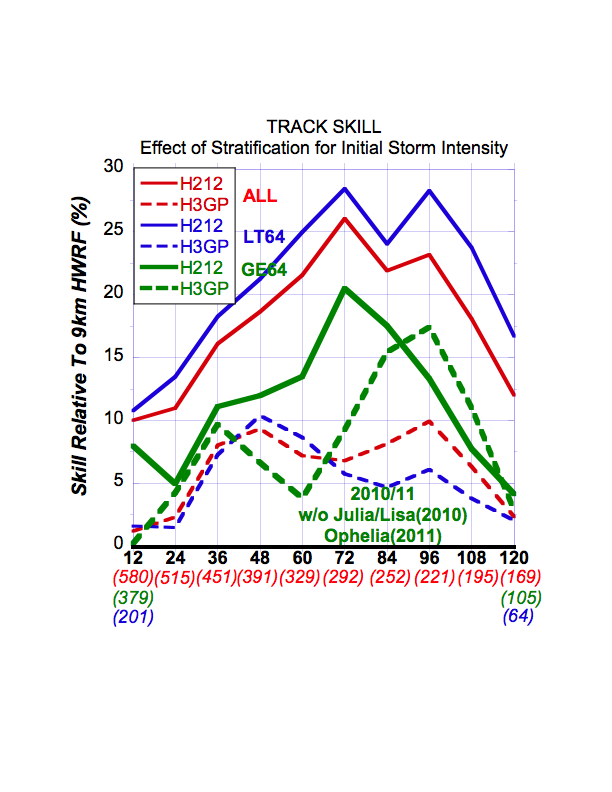 TRACK SKILL
Effect of Stratification for Initial Storm Intensity
Skill Relative To 9km HWRF (%)
30
25
20
15
10
5
0
H212
H3GP
ALL
H212
H3GP
LT64
H212
H3GP
GE64
2010/11
w/o Julia/Lisa(2010)
Ophelia(2011)
12 24 36 48 60 72 84 96 108 120
(580) (515) (451) (391) (329) (292) (252) (221) (195) (169)
(379) (105)
(201) (64)